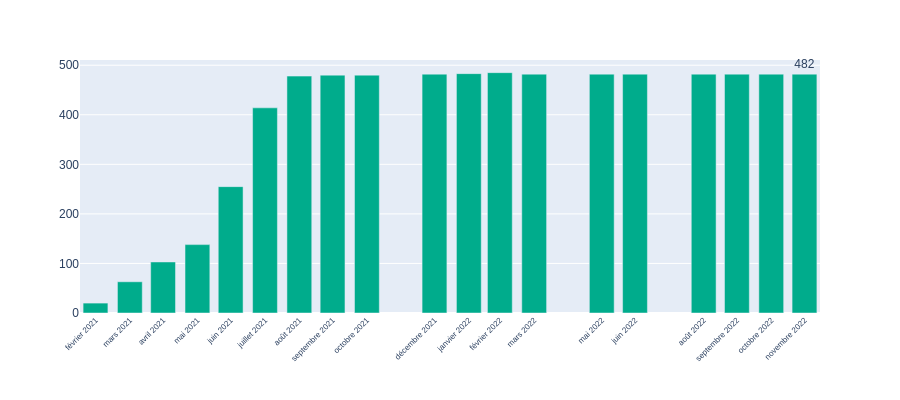 500
400
300
200
100
0
482
février 2021
mars 2021
avril 2021
mai 2021
juin 2021
juillet 2021
août 2021
septembre 2021
octobre 2021
décembre 2021
janvier 2022
février 2022
mars 2022
mai 2022
juin 2022
août 2022
septembre 2022
octobre 2022
novembre 2022